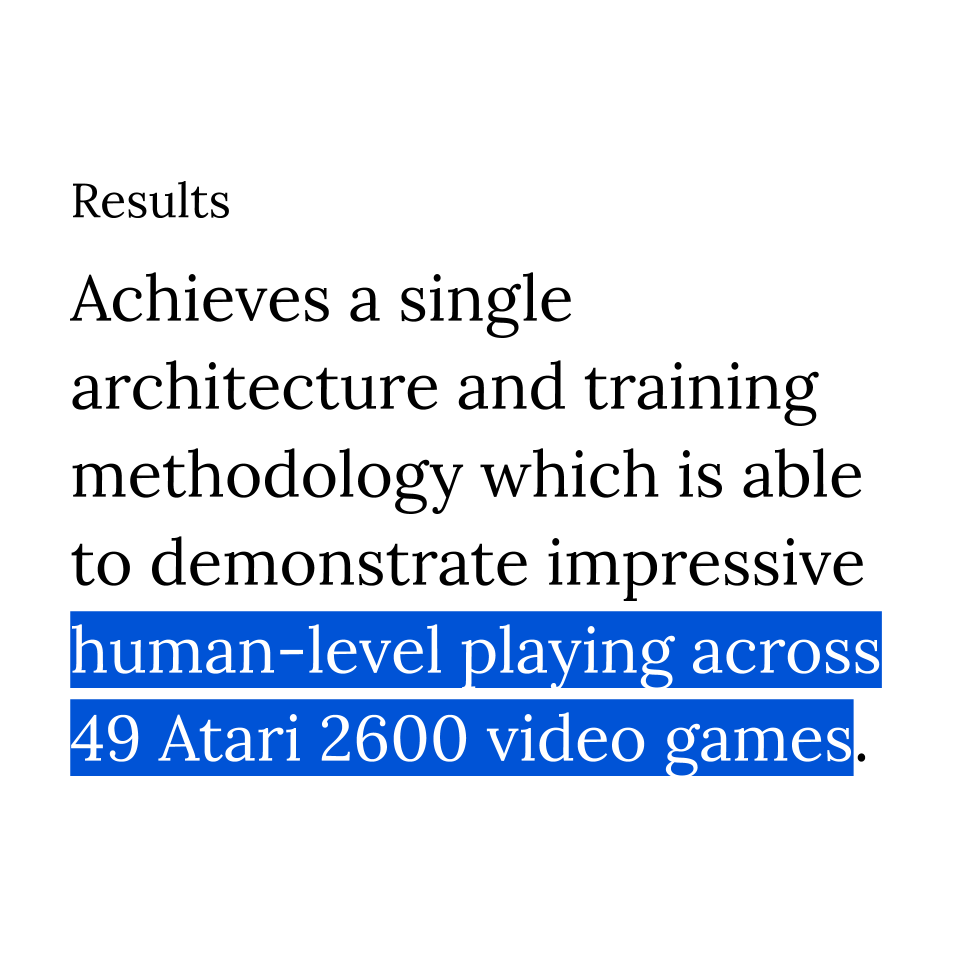 Results
Achieves a single
architecture and training
methodology which is able
to demonstrate impressive
human-level playing across
49 Atari 2600 video games.